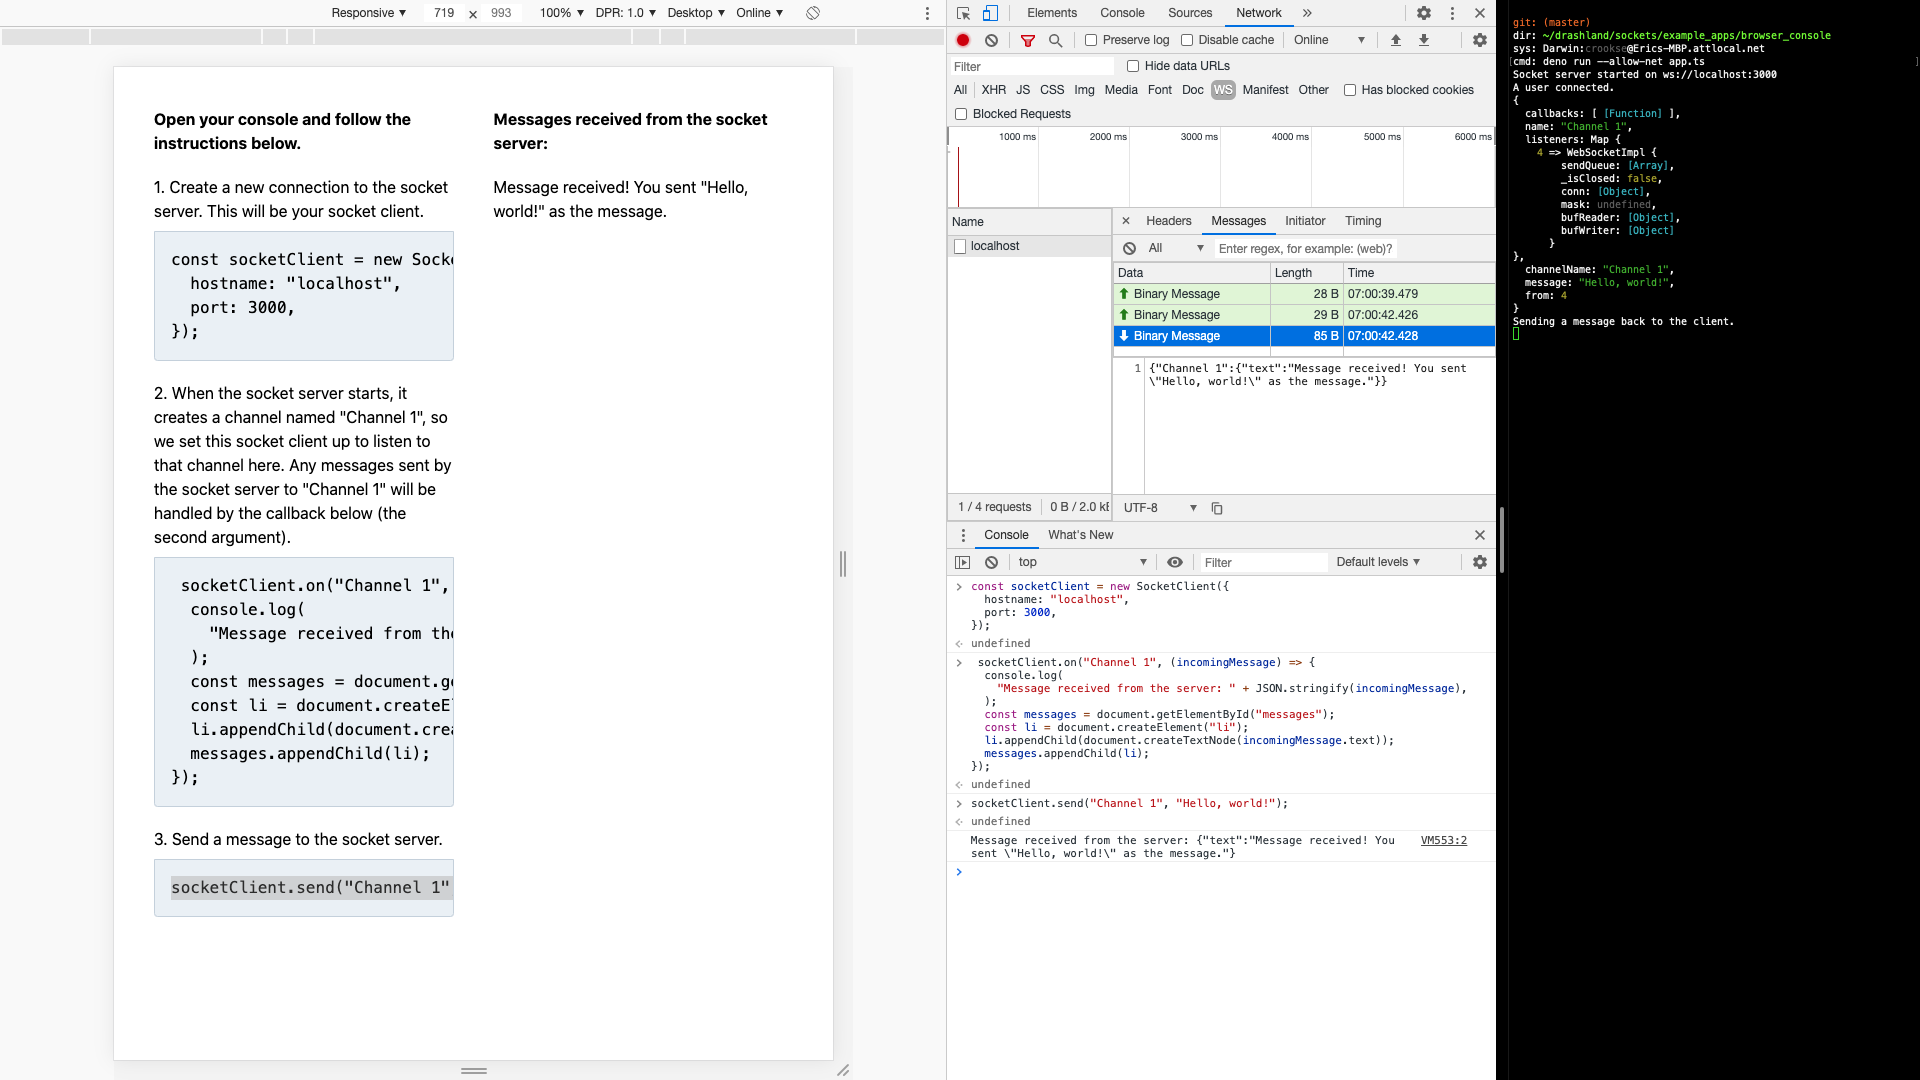 Responsive ▼ 719 × 993 100% ▼ DPR: 1.0 ▼ Desktop ▼ Online ▼
Open your console and follow the
instructions below.
1. Create a new connection to the socket
server. This will be your socket client.
const socketClient = new Socke
  hostname: "localhost",
  port: 3000,
});
2. When the socket server starts, it
creates a channel named "Channel 1", so
we set this socket client up to listen to
that channel here. Any messages sent by
the socket server to "Channel 1" will be
handled by the callback below (the
second argument).
 socketClient.on("Channel 1",
  console.log(
    "Message received from the
  );
  const messages = document.ge
  const li = document.createEl
  li.appendChild(document.crea
  messages.appendChild(li);
});
3. Send a message to the socket server.
socketClient.send("Channel 1"
Messages received from the socket
server:
Message received! You sent "Hello,
world!" as the message.
Elements Console Sources Network »
Preserve log Disable cache Online ▼
Filter Hide data URLs
All XHR JS CSS Img Media Font Doc WS Manifest Other Has blocked cookies
Blocked Requests
1000 ms 2000 ms 3000 ms 4000 ms 5000 ms 6000 ms
Name
localhost
1 / 4 requests 0 B / 2.0 kB
× Headers Messages Initiator Timing
All ▼ Enter regex, for example: (web)?
Data Length Time
Binary Message 28 B 07:00:39.479
Binary Message 29 B 07:00:42.426
Binary Message 85 B 07:00:42.428
1 {"Channel 1":{"text":"Message received! You sent
\"Hello, world!\" as the message."}}
UTF-8 ▼
Console What's New
top ▼ Filter Default levels ▼
> const socketClient = new SocketClient({
  hostname: "localhost",
  port: 3000,
});
undefined
>  socketClient.on("Channel 1", (incomingMessage) => {
  console.log(
    "Message received from the server: " + JSON.stringify(incomingMessage),
  );
  const messages = document.getElementById("messages");
  const li = document.createElement("li");
  li.appendChild(document.createTextNode(incomingMessage.text));
  messages.appendChild(li);
});
undefined
> socketClient.send("Channel 1", "Hello, world!");
undefined
Message received from the server: {"text":"Message received! You VM553:2
sent \"Hello, world!\" as the message."}
>
git: (master)
dir: ~/drashland/sockets/example_apps/browser_console
sys: Darwin:crookse@Erics-MBP.attlocal.net
[cmd: deno run --allow-net app.ts ]
Socket server started on ws://localhost:3000
A user connected.
{
  callbacks: [ [Function] ],
  name: "Channel 1",
  listeners: Map {
    4 => WebSocketImpl {
        sendQueue: [Array],
        _isClosed: false,
        conn: [Object],
        mask: undefined,
        bufReader: [Object],
        bufWriter: [Object]
      }
},
  channelName: "Channel 1",
  message: "Hello, world!",
  from: 4
}
Sending a message back to the client.